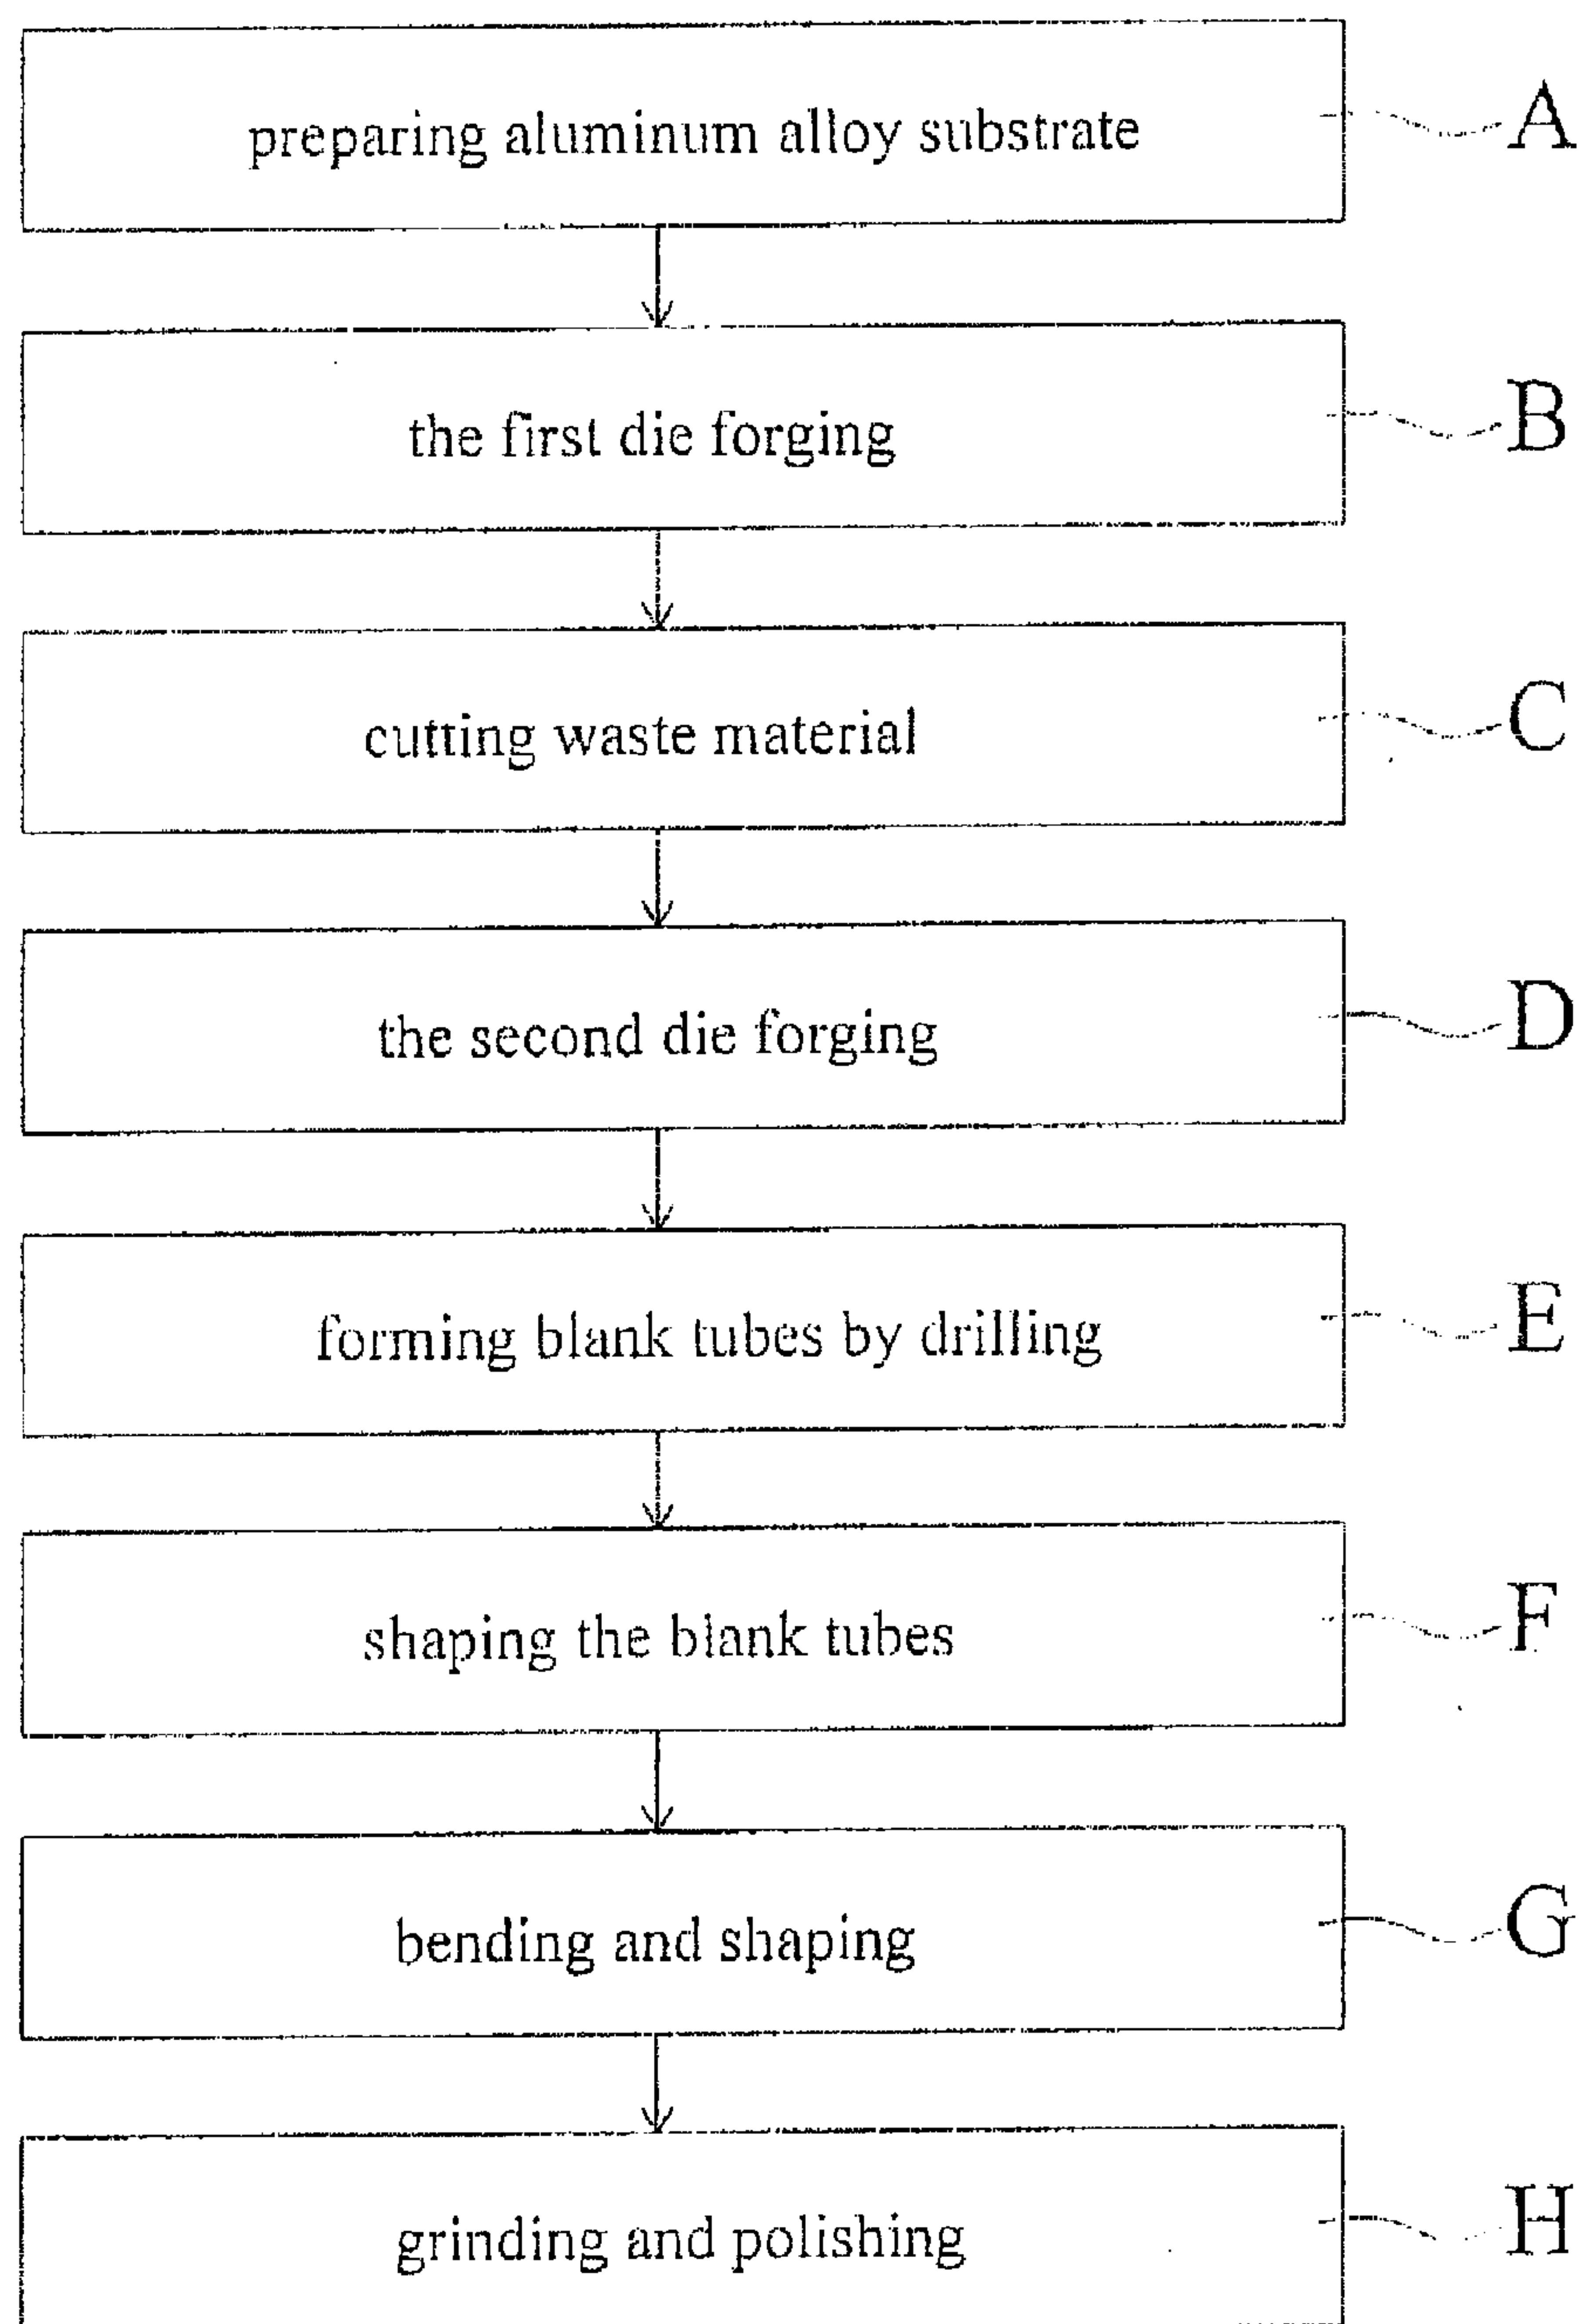 preparing aluminum alloy substrate A
the first die forging B
cutting waste material C
the second die forging D
forming blank tubes by drilling E
shaping the blank tubes F
bending and shaping G
grinding and polishing H